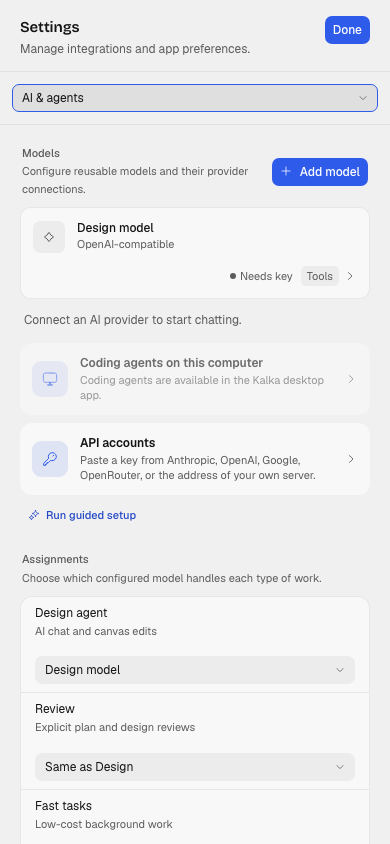 Settings
Manage integrations and app preferences.
Done
AI & agents
Models
Configure reusable models and their provider
connections.
Add model
Design model
OpenAI-compatible
Needs key
Tools
Connect an AI provider to start chatting.
Coding agents on this computer
Coding agents are available in the Kalka desktop
app.
API accounts
Paste a key from Anthropic, OpenAI, Google,
OpenRouter, or the address of your own server.
Run guided setup
Assignments
Choose which configured model handles each type of work.
Design agent
AI chat and canvas edits
Design model
Review
Explicit plan and design reviews
Same as Design
Fast tasks
Low-cost background work